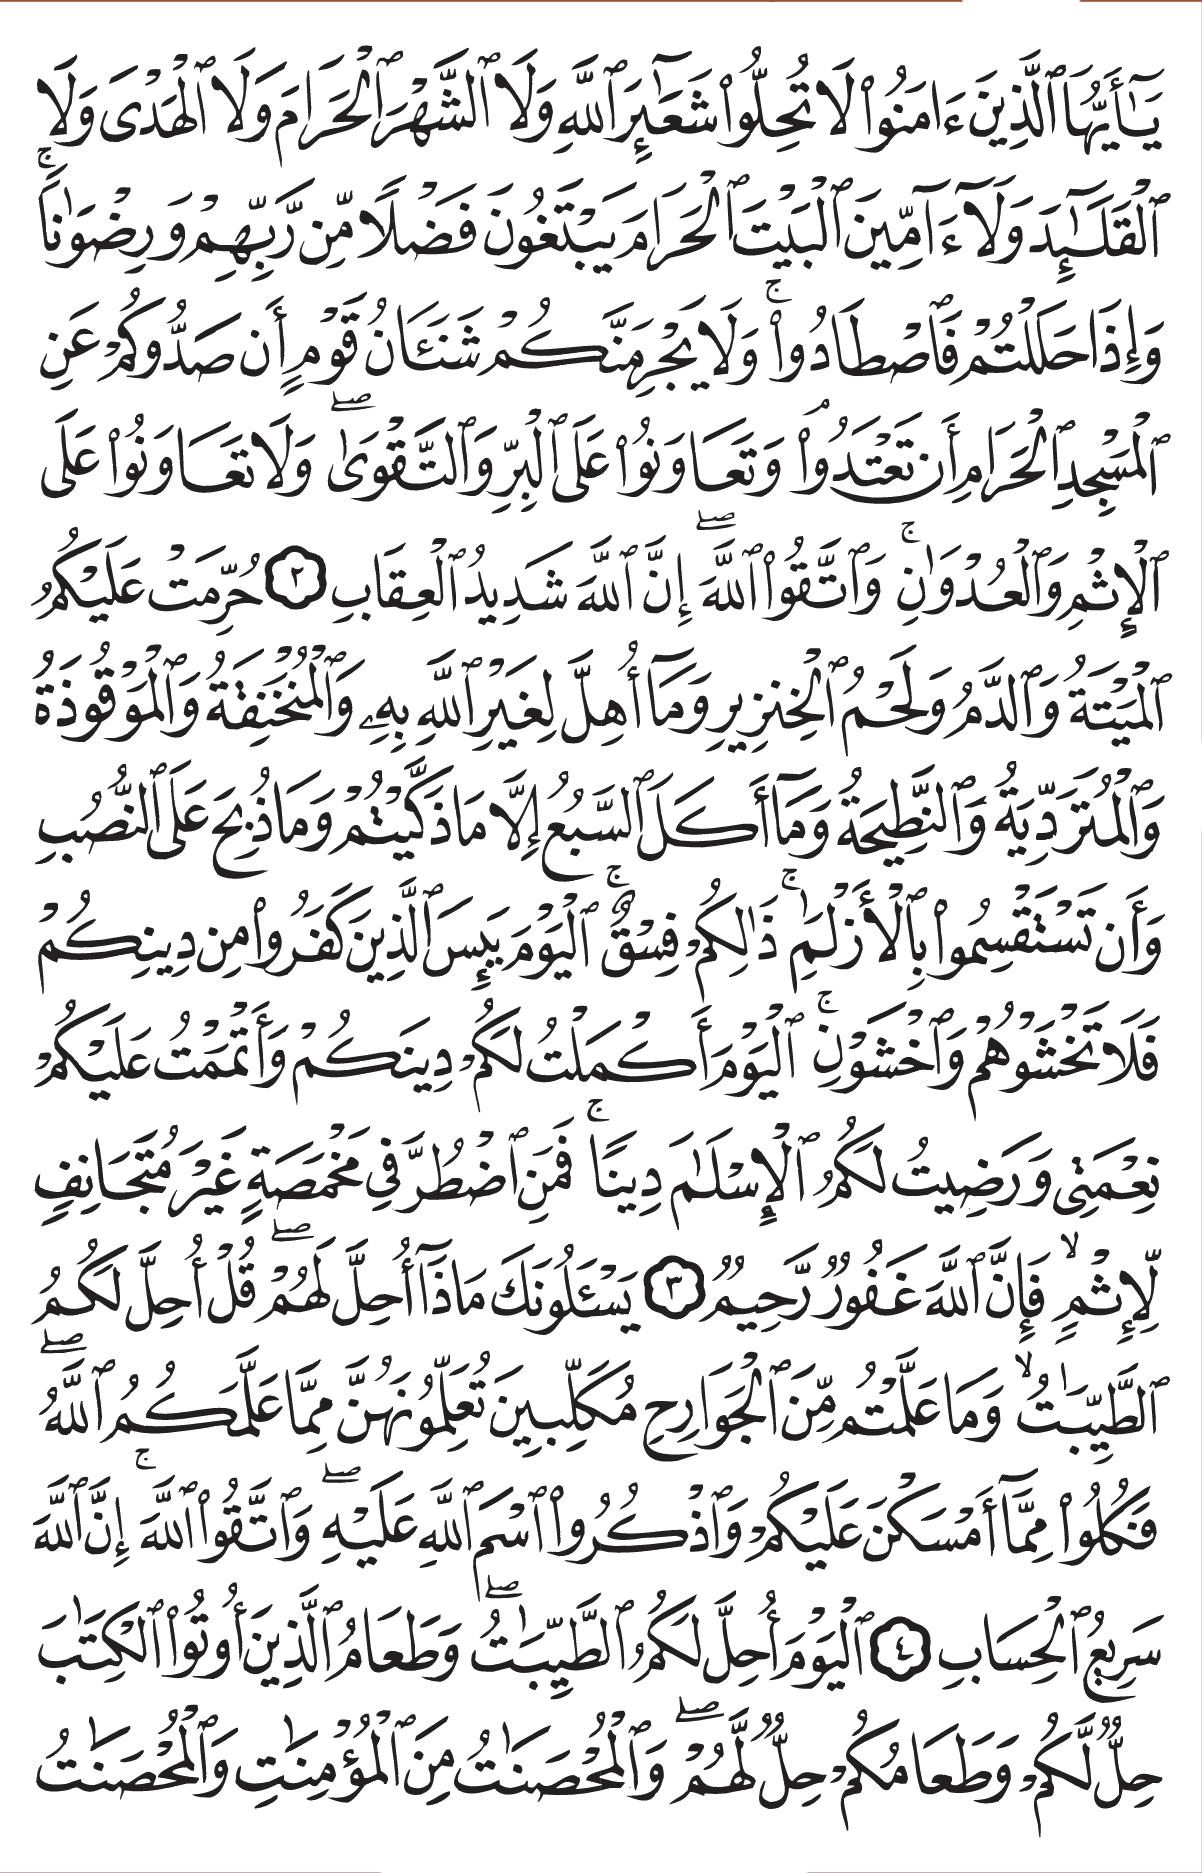 يَـٰٓأَيُّهَا ٱلَّذِينَ ءَامَنُوا۟ لَا تُحِلُّوا۟ شَعَـٰٓئِرَ ٱللَّهِ وَلَا ٱلشَّهْرَ ٱلْحَرَامَ وَلَا ٱلْهَدْىَ وَلَا
ٱلْقَلَـٰٓئِدَ وَلَآ ءَآمِّينَ ٱلْبَيْتَ ٱلْحَرَامَ يَبْتَغُونَ فَضْلًا مِّن رَّبِّهِمْ وَرِضْوَٰنًا ۚ
وَإِذَا حَلَلْتُمْ فَٱصْطَادُوا۟ ۚ وَلَا يَجْرِمَنَّكُمْ شَنَـَٔانُ قَوْمٍ أَن صَدُّوكُمْ عَنِ
ٱلْمَسْجِدِ ٱلْحَرَامِ أَن تَعْتَدُوا۟ ۘ وَتَعَاوَنُوا۟ عَلَى ٱلْبِرِّ وَٱلتَّقْوَىٰ ۖ وَلَا تَعَاوَنُوا۟ عَلَى
ٱلْإِثْمِ وَٱلْعُدْوَٰنِ ۚ وَٱتَّقُوا۟ ٱللَّهَ ۖ إِنَّ ٱللَّهَ شَدِيدُ ٱلْعِقَابِ ٢ حُرِّمَتْ عَلَيْكُمُ
ٱلْمَيْتَةُ وَٱلدَّمُ وَلَحْمُ ٱلْخِنزِيرِ وَمَآ أُهِلَّ لِغَيْرِ ٱللَّهِ بِهِۦ وَٱلْمُنْخَنِقَةُ وَٱلْمَوْقُوذَةُ
وَٱلْمُتَرَدِّيَةُ وَٱلنَّطِيحَةُ وَمَآ أَكَلَ ٱلسَّبُعُ إِلَّا مَا ذَكَّيْتُمْ وَمَا ذُبِحَ عَلَى ٱلنُّصُبِ
وَأَن تَسْتَقْسِمُوا۟ بِٱلْأَزْلَـٰمِ ۚ ذَٰلِكُمْ فِسْقٌ ۗ ٱلْيَوْمَ يَئِسَ ٱلَّذِينَ كَفَرُوا۟ مِن دِينِكُمْ
فَلَا تَخْشَوْهُمْ وَٱخْشَوْنِ ۚ ٱلْيَوْمَ أَكْمَلْتُ لَكُمْ دِينَكُمْ وَأَتْمَمْتُ عَلَيْكُمْ
نِعْمَتِى وَرَضِيتُ لَكُمُ ٱلْإِسْلَـٰمَ دِينًا ۚ فَمَنِ ٱضْطُرَّ فِى مَخْمَصَةٍ غَيْرَ مُتَجَانِفٍ
لِّإِثْمٍ ۙ فَإِنَّ ٱللَّهَ غَفُورٌ رَّحِيمٌ ٣ يَسْـَٔلُونَكَ مَاذَآ أُحِلَّ لَهُمْ ۖ قُلْ أُحِلَّ لَكُمُ
ٱلطَّيِّبَـٰتُ ۙ وَمَا عَلَّمْتُم مِّنَ ٱلْجَوَارِحِ مُكَلِّبِينَ تُعَلِّمُونَهُنَّ مِمَّا عَلَّمَكُمُ ٱللَّهُ ۖ
فَكُلُوا۟ مِمَّآ أَمْسَكْنَ عَلَيْكُمْ وَٱذْكُرُوا۟ ٱسْمَ ٱللَّهِ عَلَيْهِ ۖ وَٱتَّقُوا۟ ٱللَّهَ ۚ إِنَّ ٱللَّهَ
سَرِيعُ ٱلْحِسَابِ ٤ ٱلْيَوْمَ أُحِلَّ لَكُمُ ٱلطَّيِّبَـٰتُ ۖ وَطَعَامُ ٱلَّذِينَ أُوتُوا۟ ٱلْكِتَـٰبَ
حِلٌّ لَّكُمْ وَطَعَامُكُمْ حِلٌّ لَّهُمْ ۖ وَٱلْمُحْصَنَـٰتُ مِنَ ٱلْمُؤْمِنَـٰتِ وَٱلْمُحْصَنَـٰتُ